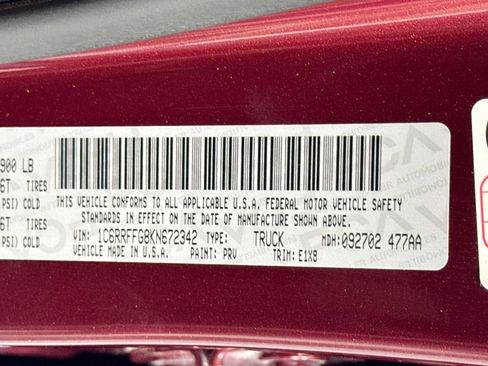 900 LB
6T TIRES
PSI) COLD
6T TIRES
PSI) COLD
THIS VEHICLE CONFORMS TO ALL APPLICABLE U.S.A. FEDERAL MOTOR VEHICLE SAFETY
STANDARDS IN EFFECT ON THE DATE OF MANUFACTURE SHOWN ABOVE.
VIN: 1C6RRFFG8KN672342 TYPE: TRUCK MDH: 092702 477AA
MADE IN U.S.A. PAINT: PRV TRIM: E1X8